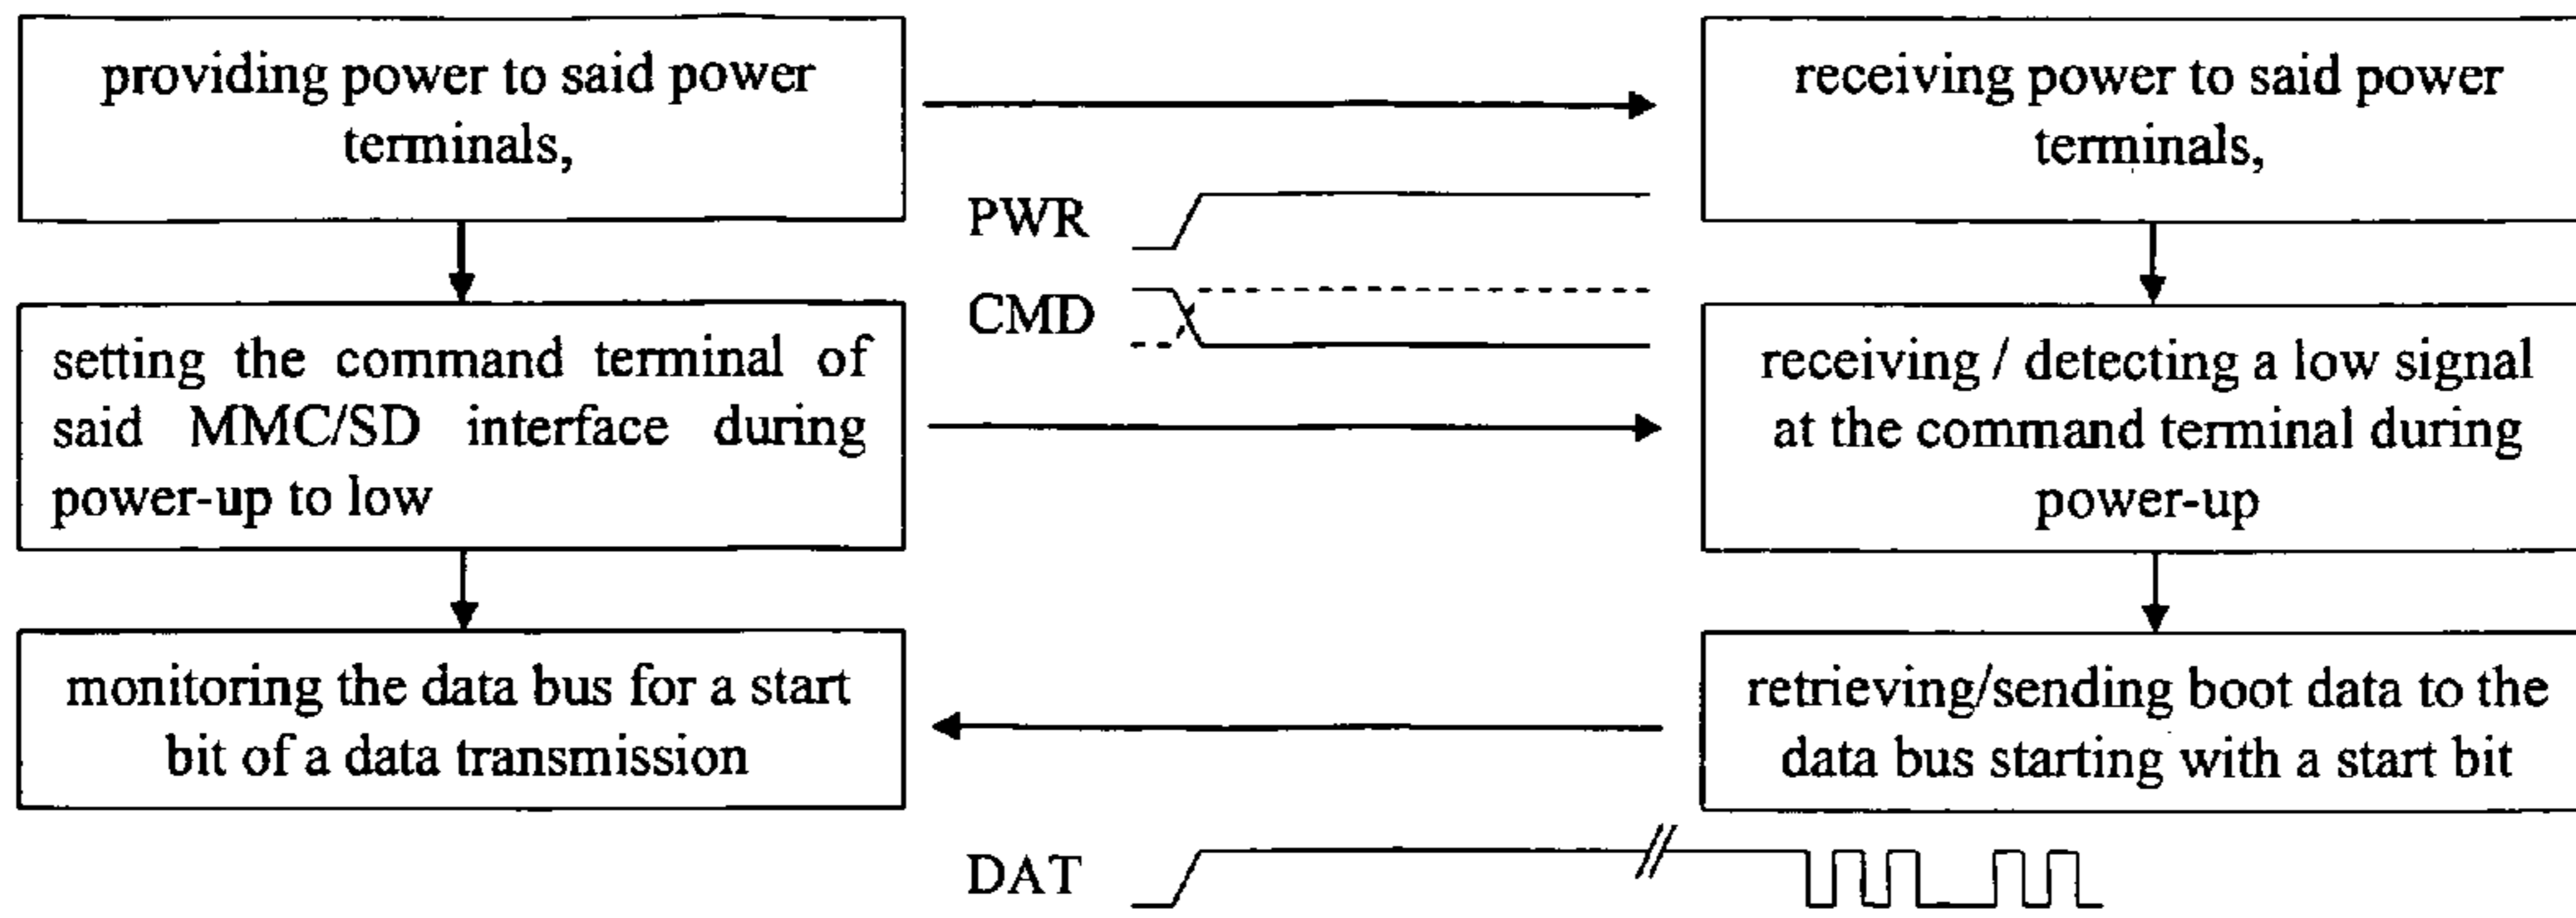 providing power to said power
terminals,
receiving power to said power
terminals,
PWR
CMD
setting the command terminal of
said MMC/SD interface during
power-up to low
receiving / detecting a low signal
at the command terminal during
power-up
monitoring the data bus for a start
bit of a data transmission
retrieving/sending boot data to the
data bus starting with a start bit
DAT